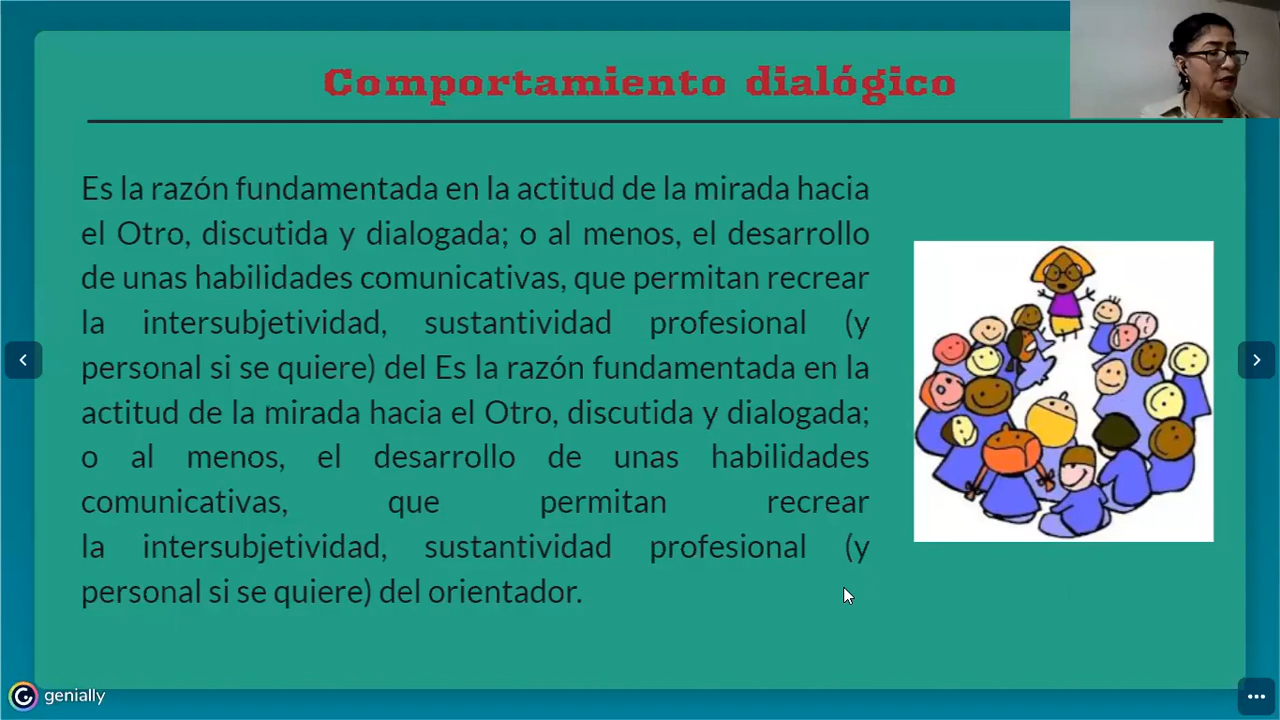 Comportamiento dialógico
Es la razón fundamentada en la actitud de la mirada hacia
el Otro, discutida y dialogada; o al menos, el desarrollo
de unas habilidades comunicativas, que permitan recrear
la intersubjetividad, sustantividad profesional (y
personal si se quiere) del Es la razón fundamentada en la
actitud de la mirada hacia el Otro, discutida y dialogada;
o al menos, el desarrollo de unas habilidades
comunicativas, que permitan recrear
la intersubjetividad, sustantividad profesional (y
personal si se quiere) del orientador.
genially